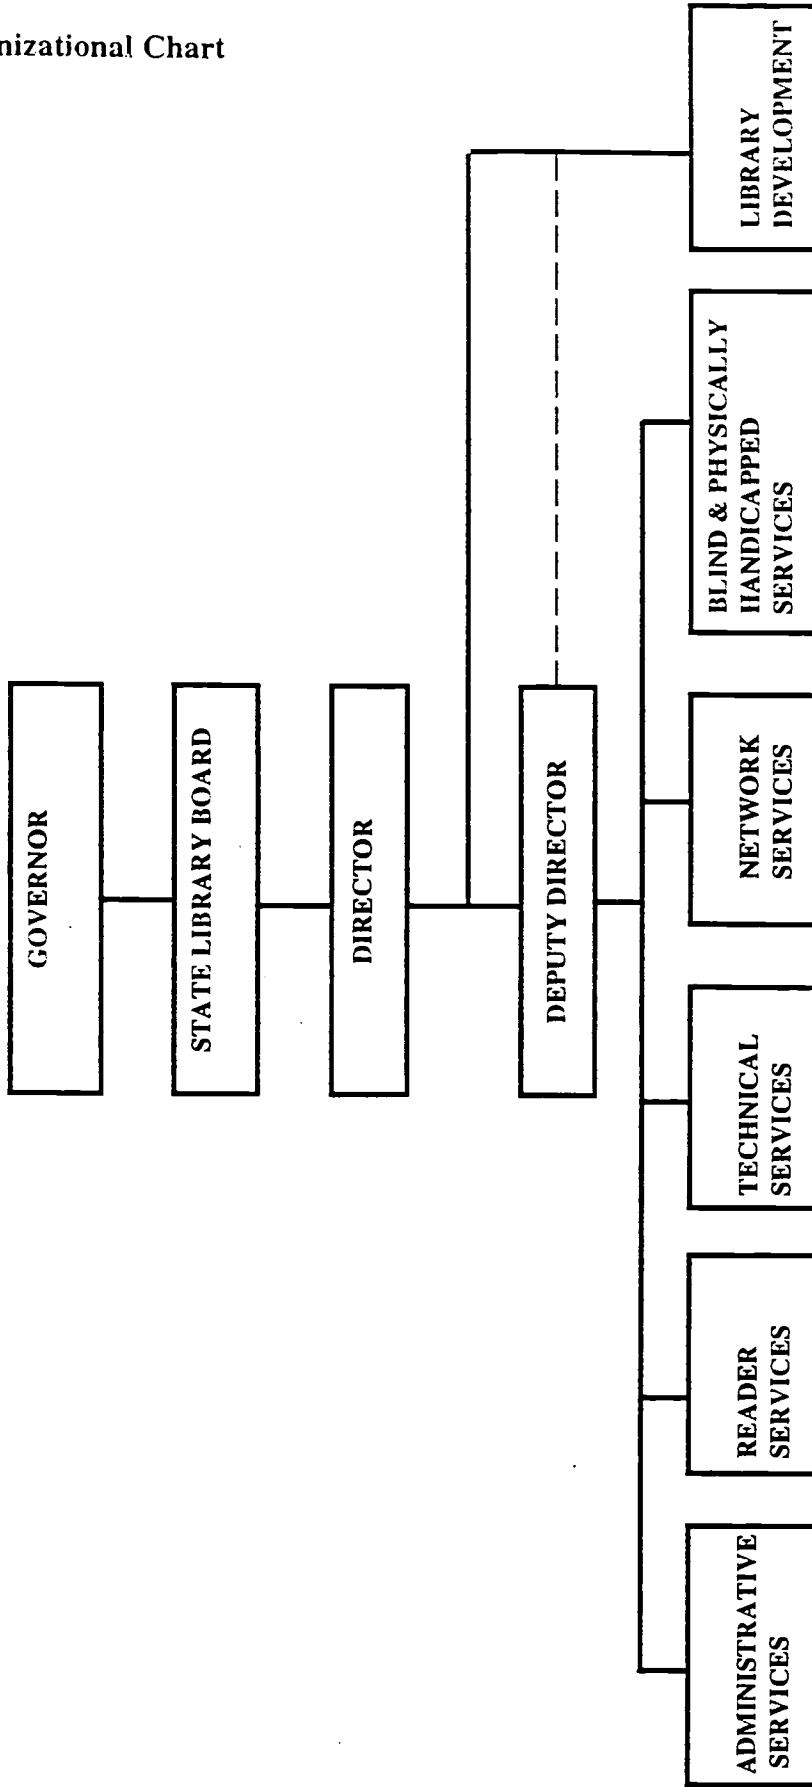 nizational Chart
GOVERNOR
STATE LIBRARY BOARD
DIRECTOR
DEPUTY DIRECTOR
ADMINISTRATIVE
SERVICES
READER
SERVICES
TECHNICAL
SERVICES
NETWORK
SERVICES
BLIND & PHYSICALLY
HANDICAPPED
SERVICES
LIBRARY
DEVELOPMENT